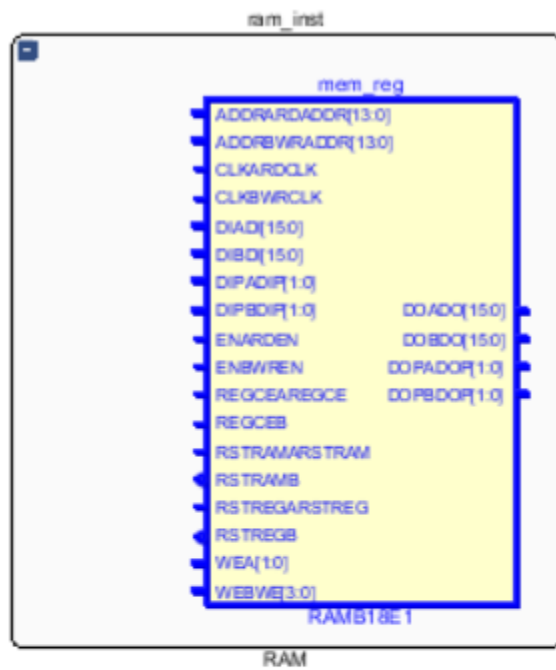 ram_inst
mem_reg
ADDRARDADDR[13:0]
ADDRBWRADDR[13:0]
CLKARDCLK
CLKBWRCLK
DIADI[15:0]
DIBDI[15:0]
DIPADIP[1:0]
DIPBDIP[1:0]
DOADO[15:0]
ENARDEN
DOBDO[15:0]
ENBWREN
DOPADOP[1:0]
REGCEAREGCE
DOPBDOP[1:0]
REGCEB
RSTRAMARSTRAM
RSTRAMB
RSTREGARSTREG
RSTREGB
WEA[1:0]
WEBWE[3:0]
RAMB18E1
RAM